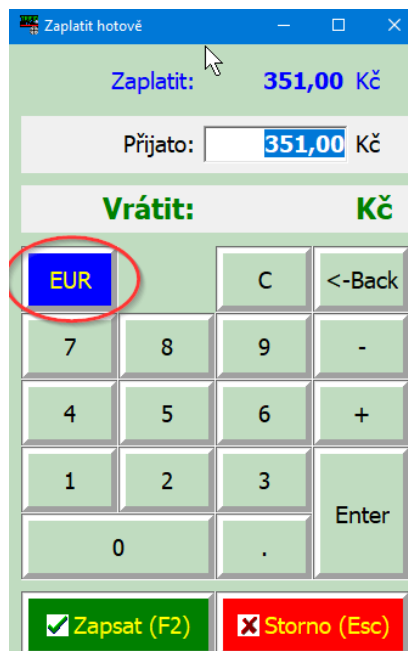 Zaplatit hotově
Zaplatit: 351,00 Kč
Přijato: 351,00 Kč
Vrátit: Kč
EUR C <-Back
7 8 9 -
4 5 6 +
1 2 3 Enter
0 .
Zapsat (F2) Storno (Esc)